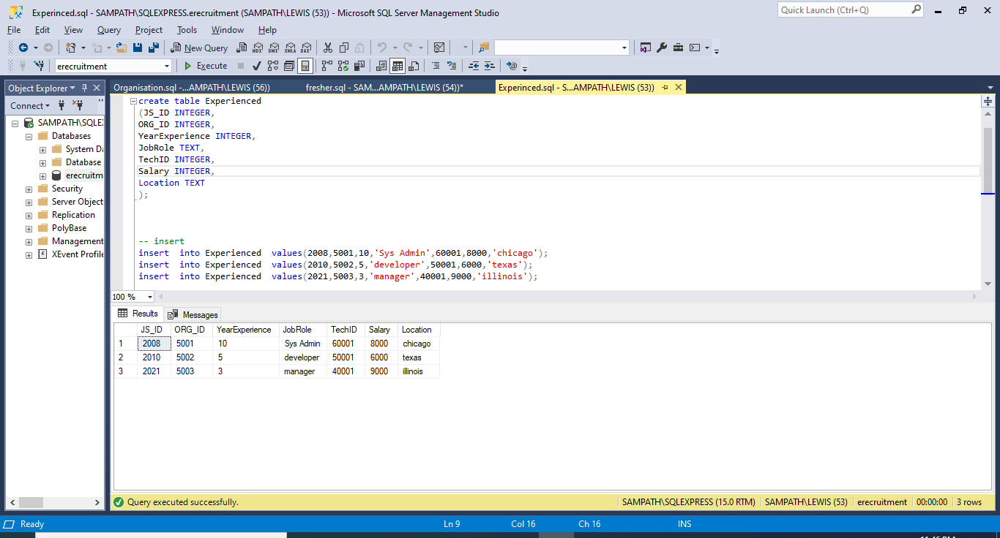 Experinced.sql - SAMPATH\SQLEXPRESS.erecruitment (SAMPATH\LEWIS (53)) - Microsoft SQL Server Management Studio
Quick Launch (Ctrl+Q)
File Edit View Query Project Tools Window Help
New Query MDX DMX XMLA DAX
erecruitment Execute
Object Explorer
Organisation.sql -...AMPATH\LEWIS (56)) fresher.sql - SAM...AMPATH\LEWIS (54))* Experinced.sql - S...AMPATH\LEWIS (53))
Connect
SAMPATH\SQLE
Databases
System Da
Database
erecruitm
Security
Server Object
Replication
PolyBase
Management
XEvent Profile
create table Experienced
(JS_ID INTEGER,
ORG_ID INTEGER,
YearExperience INTEGER,
JobRole TEXT,
TechID INTEGER,
Salary INTEGER,
Location TEXT
);
-- insert
insert  into Experienced  values(2008,5001,10,'Sys Admin',60001,8000,'chicago');
insert  into Experienced  values(2010,5002,5,'developer',50001,6000,'texas');
insert  into Experienced  values(2021,5003,3,'manager',40001,9000,'illinois');
100 %
Results Messages
JS_ID ORG_ID YearExperience JobRole TechID Salary Location
1 2008 5001 10 Sys Admin 60001 8000 chicago
2 2010 5002 5 developer 50001 6000 texas
3 2021 5003 3 manager 40001 9000 illinois
Query executed successfully. SAMPATH\SQLEXPRESS (15.0 RTM) SAMPATH\LEWIS (53) erecruitment 00:00:00 3 rows
Ready Ln 9 Col 16 Ch 16 INS